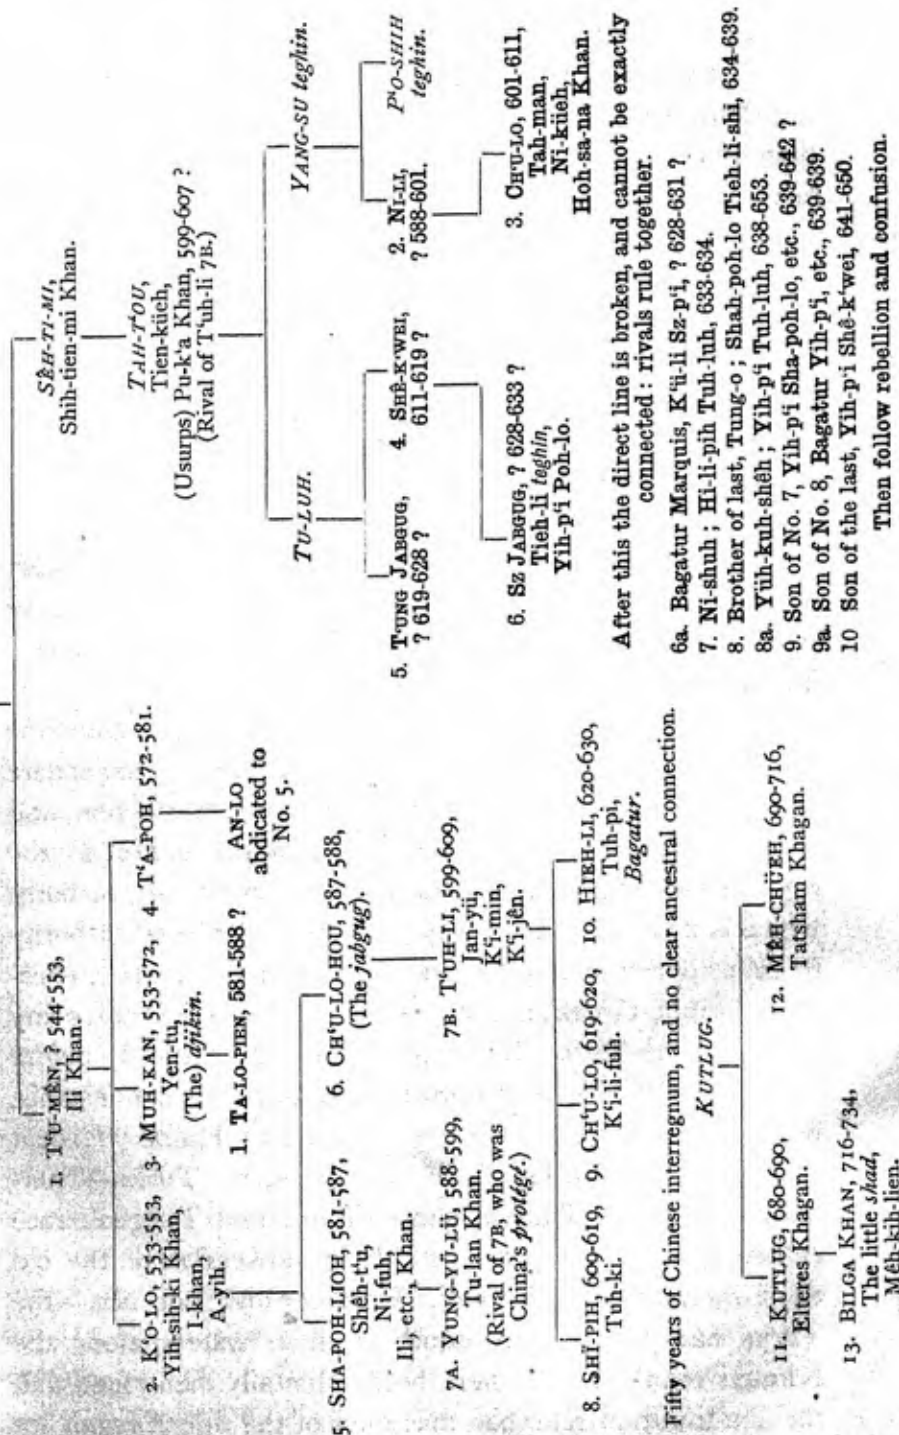 1. T'U-MÊN, ? 544-553,
Ili Khan.
2. K'O-LO, 553-553,
Yih-sih-ki Khan,
I-khan,
A-yih.
3. MUH-KAN, 553-572,
Yen-tu,
(The) djikin.
4. T'A-POH, 572-581.
1. TA-LO-PIEN, 581-588 ?
AN-LO
abdicated to
No. 5.
5. SHA-POH-LIOH, 581-587,
Shêh-t'u,
Ni-fuh,
Ili etc., Khan.
6. CH'U-LO-HOU, 587-588,
(The jabgug).
7A. YUNG-YÜ-LÜ, 588-599,
Tu-lan Khan.
(Rival of 7B, who was
China's protégé.)
7B. T'UH-LI, 599-609,
Jan-yü,
K'i-min,
K'i-jên.
8. SHÏ-PIH, 609-619,
Tuh-ki.
9. CH'U-LO, 619-620,
K'i-li-fuh.
10. HIEH-LI, 620-630,
Tuh-pi,
Bagatur.
Fifty years of Chinese interregnum, and no clear ancestral connection.
KUTLUG.
11. KUTLUG, 680-690,
Elteres Khagan.
12. MÊH-CHÜEH, 690-716,
Tatsham Khagan.
13. BILGA KHAN, 716-734,
The little shad,
Mêh-kih-lien.
SÊH-TI-MI,
Shih-tien-mi Khan.
TAH-T'OU,
Tien-küeh,
(Usurps) Pu-k'a Khan, 599-607 ?
(Rival of T'uh-li 7B.)
TU-LUH.
YANG-SU teghin.
5. T'UNG JABGUG,
? 619-628 ?
4. SHÊ-K'WEI,
611-619 ?
2. NI-LI,
? 588-601.
P'O-SHIH
teghin.
6. SZ JABGUG, ? 628-633 ?
Tieh-li teghin,
Yih-p'i Poh-lo.
3. CH'U-LO, 601-611,
Tah-man,
Ni-küeh,
Hoh-sa-na Khan.
After this the direct line is broken, and cannot be exactly
connected : rivals rule together.
6a. Bagatur Marquis, K'ü-li Sz-p'i, ? 628-631 ?
7. Ni-shuh ; Hi-li-pih Tuh-luh, 633-634.
8. Brother of last, Tung-o ; Shah-poh-lo Tieh-li-shi, 634-639.
8a. Yüh-kuh-shêh ; Yih-p'i Tuh-luh, 638-653.
9. Son of No. 7, Yih-p'i Sha-poh-lo, etc., 639-642 ?
9a. Son of No. 8, Bagatur Yih-p'i, etc., 639-639.
10 Son of the last, Yih-p'i Shê-k'wei, 641-650.
Then follow rebellion and confusion.